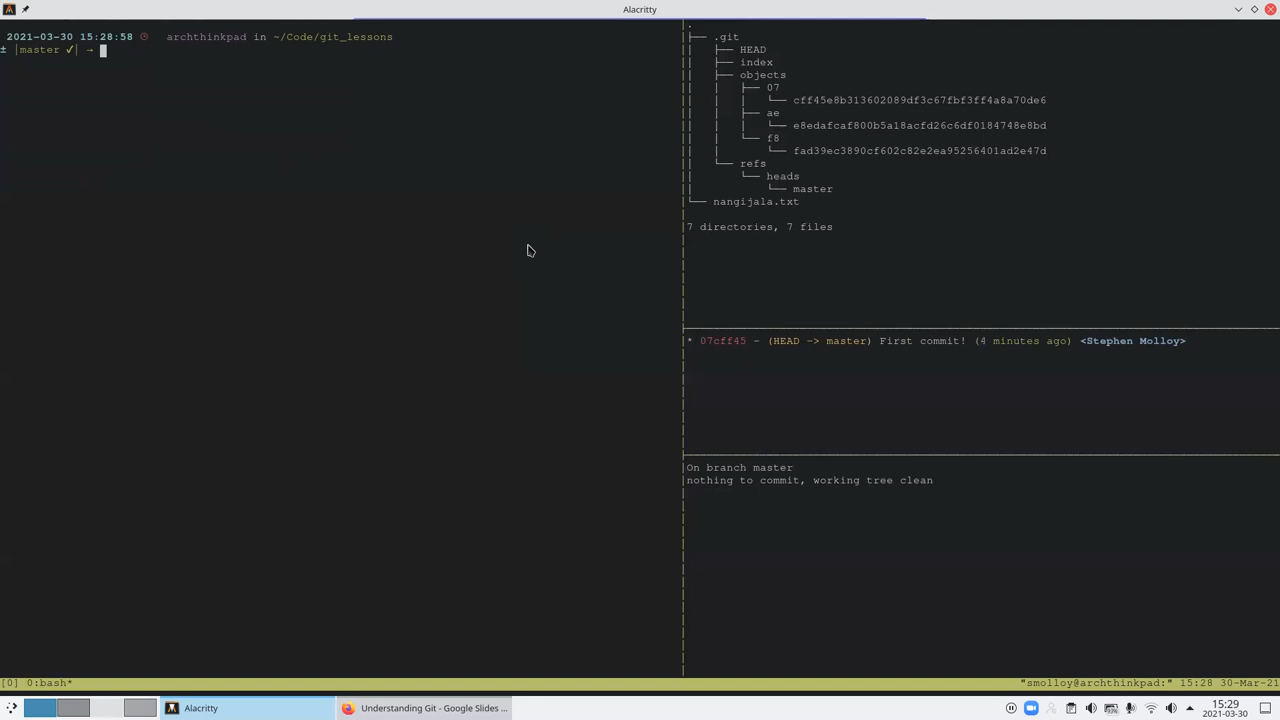 Alacritty
2021-03-30 15:28:58 archthinkpad in ~/Code/git_lessons
± |master ✓| →
.
├── .git
│   ├── HEAD
│   ├── index
│   ├── objects
│   │   ├── 07
│   │   │   └── cff45e8b313602089df3c67fbf3ff4a8a70de6
│   │   ├── ae
│   │   │   └── e8edafcaf800b5a18acfd26c6df0184748e8bd
│   │   └── f8
│   │       └── fad39ec3890cf602c82e2ea95256401ad2e47d
│   └── refs
│       └── heads
│           └── master
└── nangijala.txt
7 directories, 7 files
* 07cff45 - (HEAD -> master) First commit! (4 minutes ago) <Stephen Molloy>
On branch master
nothing to commit, working tree clean
[0] 0:bash* "smolloy@archthinkpad:" 15:28 30-Mar-21
Alacritty
Understanding Git - Google Slides ...
93%
15:29
2021-03-30